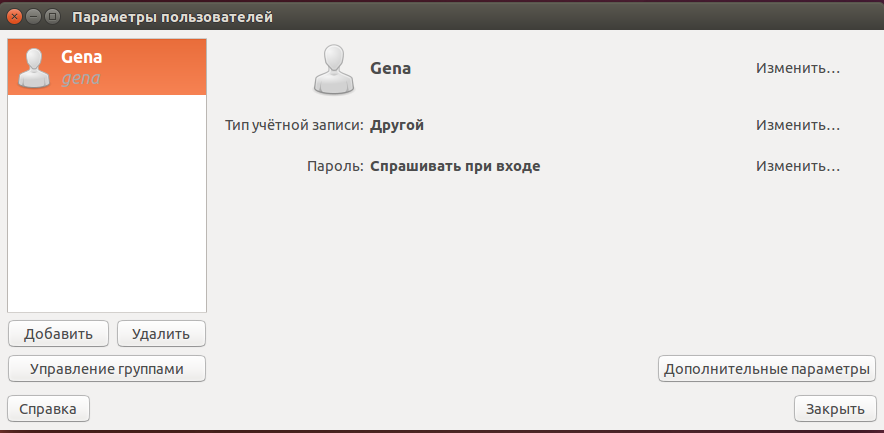 Параметры пользователей
Gena
gena
Gena
Изменить...
Тип учётной записи: Другой
Изменить...
Пароль: Спрашивать при входе
Изменить...
Добавить
Удалить
Управление группами
Дополнительные параметры
Справка
Закрыть